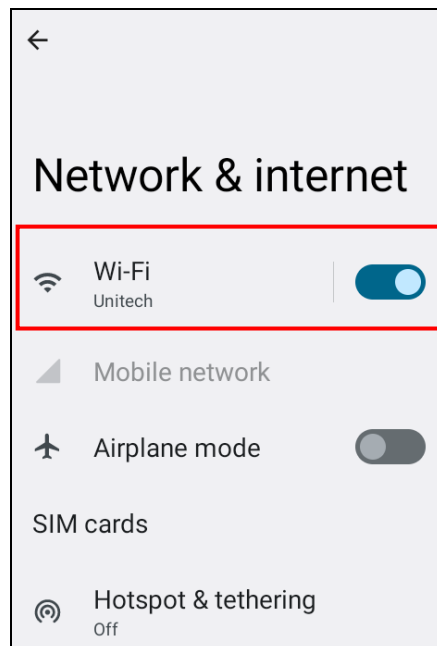 Network & internet
Wi-Fi
Unitech
Mobile network
Airplane mode
SIM cards
Hotspot & tethering
Off